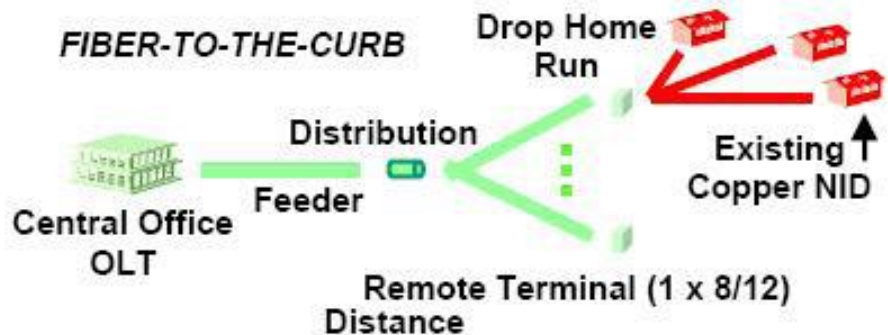 FIBER-TO-THE-CURB
Drop Home
Run
Distribution
Feeder
Central Office
OLT
Existing
Copper NID
Remote Terminal (1 x 8/12)
Distance